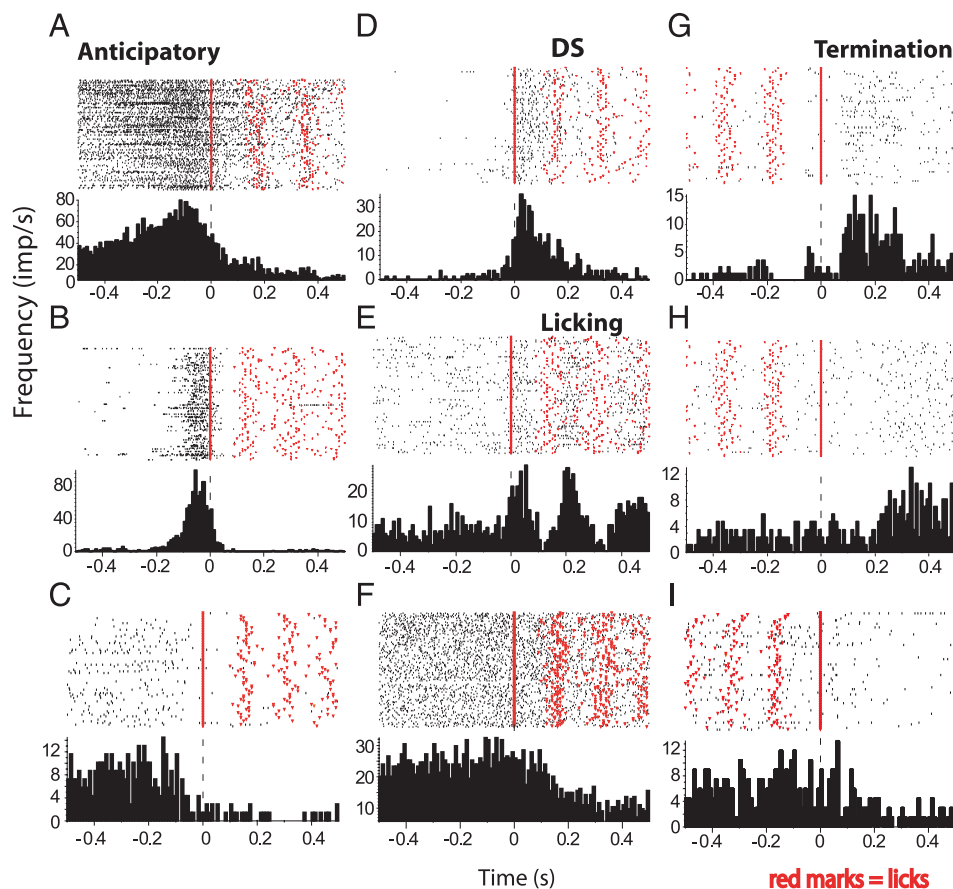 A
Anticipatory
D
DS
G
Termination
Frequency (imp/s)
80
60
40
20
0
-0.4 -0.2 0 0.2 0.4
30
20
10
0
-0.4 -0.2 0 0.2 0.4
15
10
5
0
-0.4 -0.2 0 0.2 0.4
B
E
Licking
H
80
40
0
-0.4 -0.2 0 0.2 0.4
20
10
0
-0.4 -0.2 0 0.2 0.4
12
8
4
0
-0.4 -0.2 0 0.2 0.4
C
F
I
12
8
4
0
-0.4 -0.2 0 0.2 0.4
30
20
10
-0.4 -0.2 0 0.2 0.4
12
8
4
0
-0.4 -0.2 0 0.2 0.4
Time (s)
red marks = licks